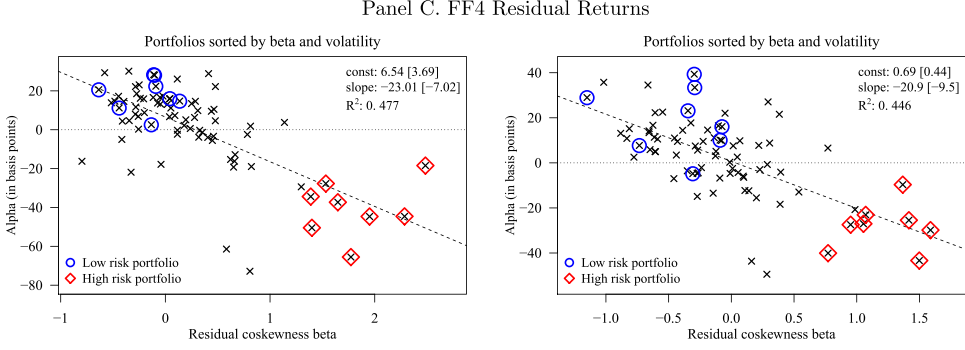 Panel C. FF4 Residual Returns
Portfolios sorted by beta and volatility
const: 6.54 [3.69]
slope: −23.01 [−7.02]
R²: 0. 477
Alpha (in basis points)
20
0
−20
−40
−60
−80
Low risk portfolio
High risk portfolio
−1
0
1
2
Residual coskewness beta
Portfolios sorted by beta and volatility
const: 0.69 [0.44]
slope: −20.9 [−9.5]
R²: 0. 446
Alpha (in basis points)
40
20
0
−20
−40
Low risk portfolio
High risk portfolio
−1.0
−0.5
0.0
0.5
1.0
1.5
Residual coskewness beta